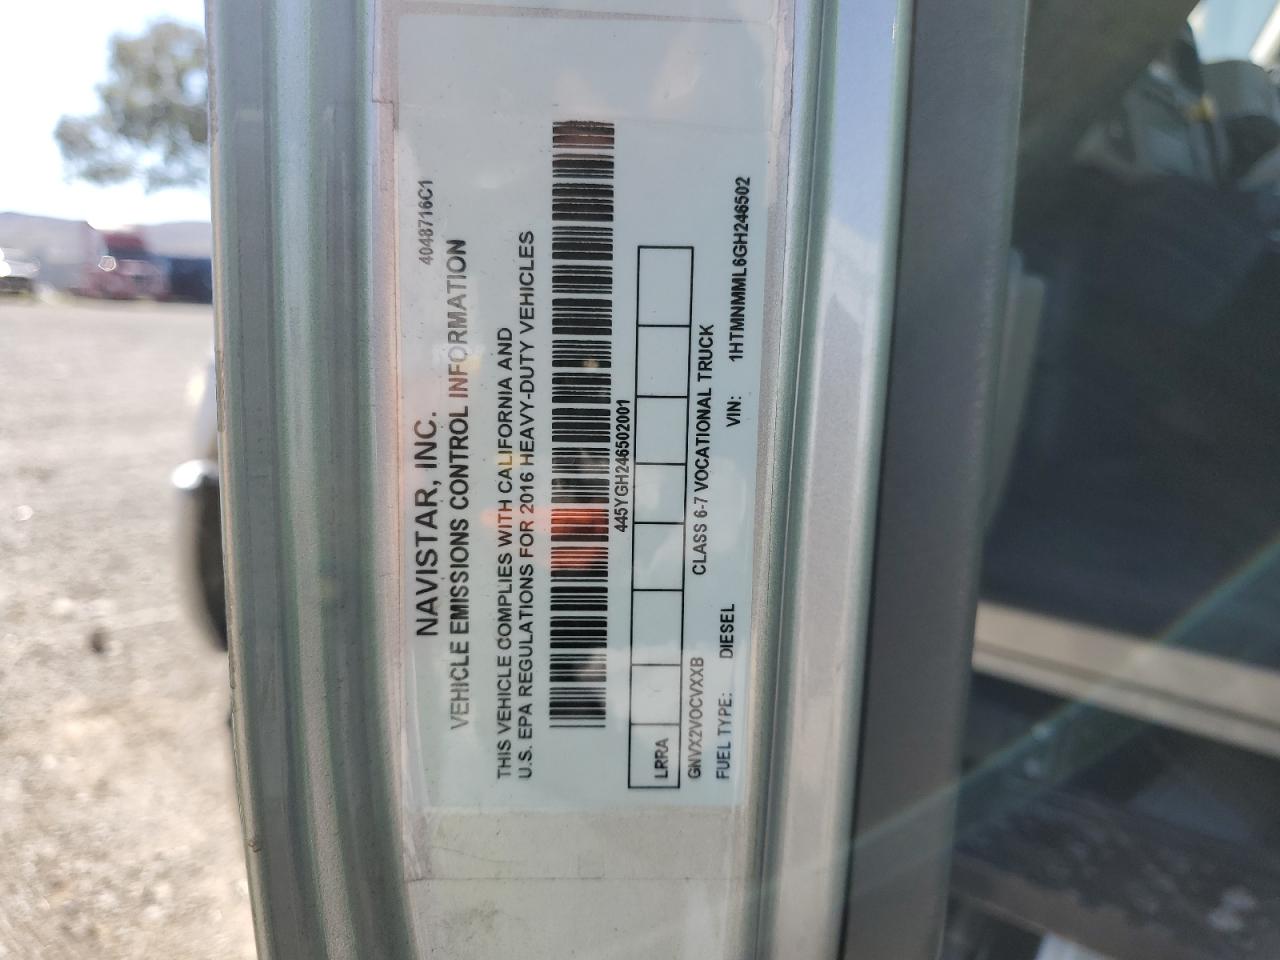 4048716C1
NAVISTAR, INC.
VEHICLE EMISSIONS CONTROL INFORMATION
THIS VEHICLE COMPLIES WITH CALIFORNIA AND
U.S. EPA REGULATIONS FOR 2016 HEAVY-DUTY VEHICLES
445YGH246502001
LRRA
GNVX2VOCVXXB CLASS 6-7 VOCATIONAL TRUCK
FUEL TYPE: DIESEL VIN: 1HTMNMML6GH246502